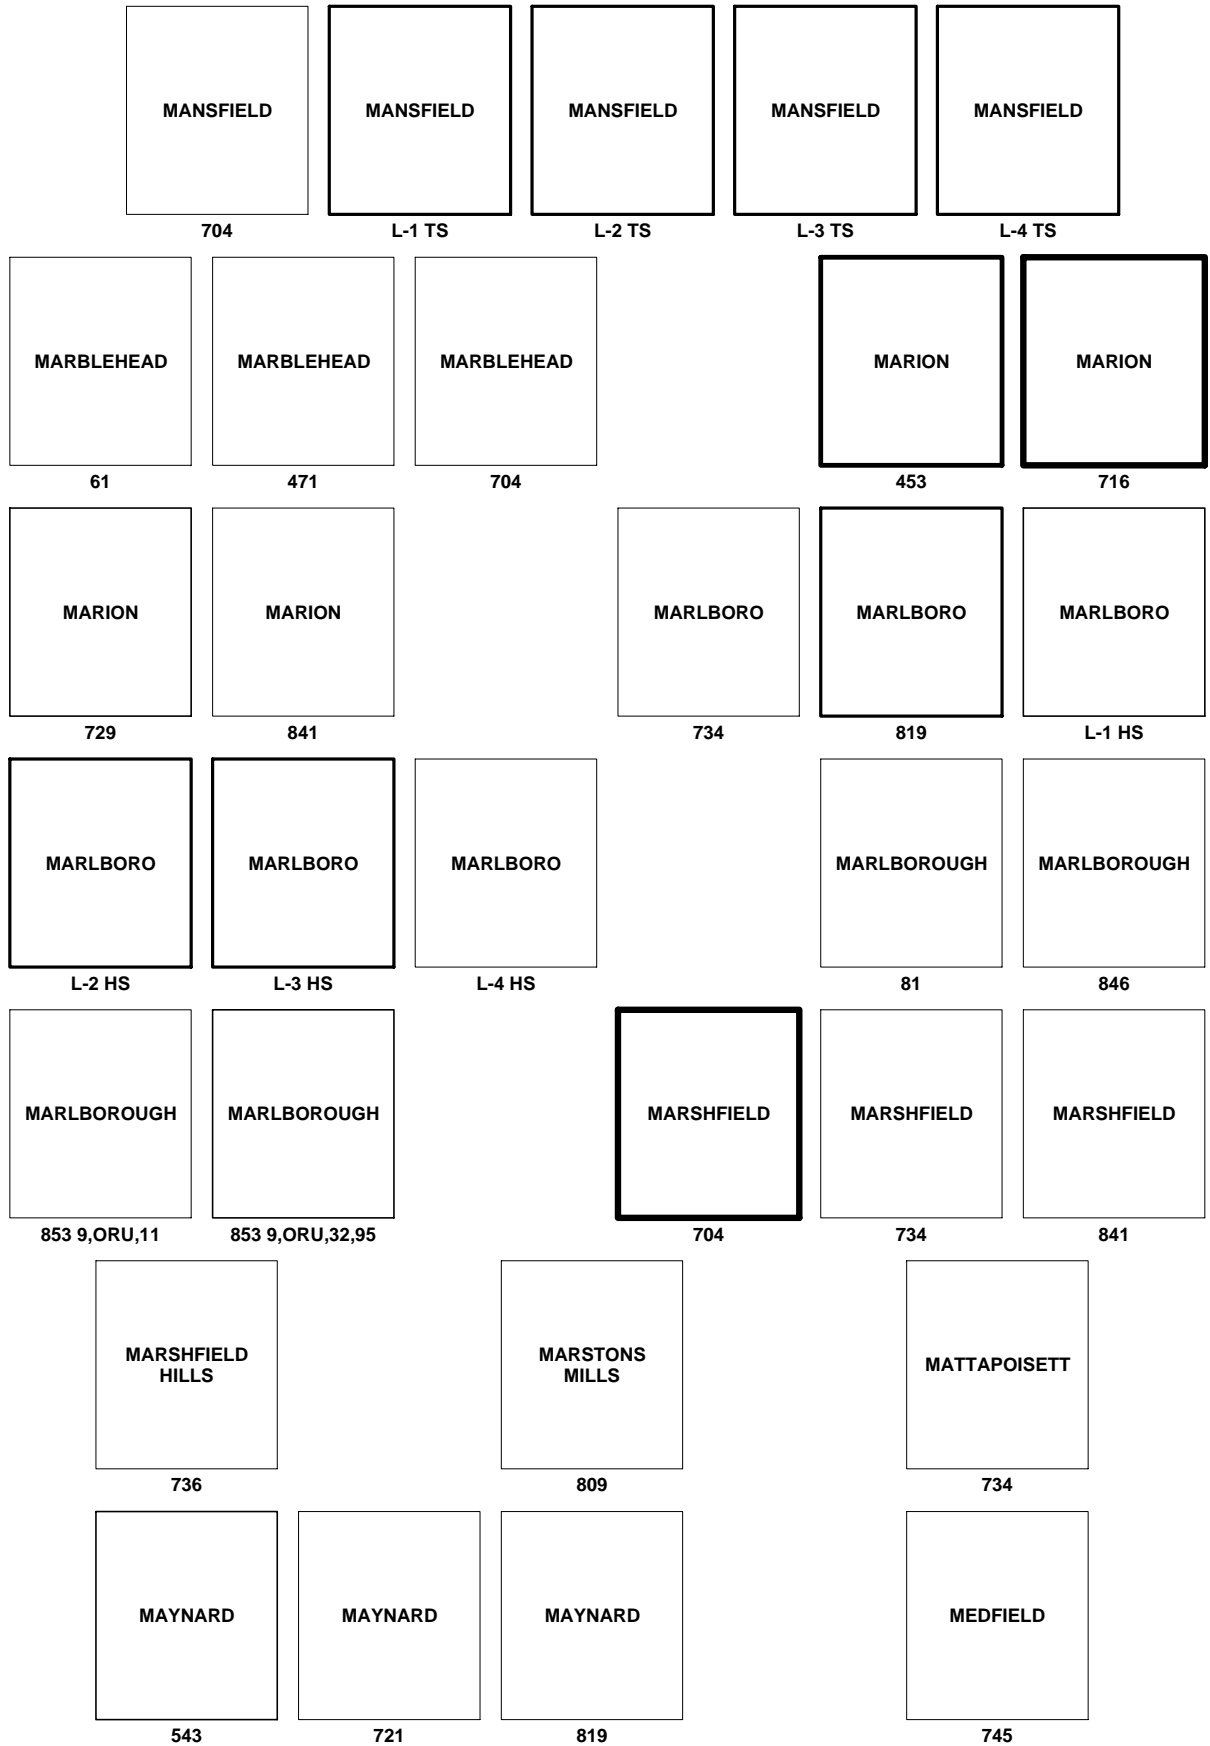 MANSFIELD MANSFIELD MANSFIELD MANSFIELD MANSFIELD
704 L-1 TS L-2 TS L-3 TS L-4 TS
MARBLEHEAD MARBLEHEAD MARBLEHEAD MARION MARION
61 471 704 453 716
MARION MARION MARLBORO MARLBORO MARLBORO
729 841 734 819 L-1 HS
MARLBORO MARLBORO MARLBORO MARLBOROUGH MARLBOROUGH
L-2 HS L-3 HS L-4 HS 81 846
MARLBOROUGH MARLBOROUGH MARSHFIELD MARSHFIELD MARSHFIELD
853 9,ORU,11 853 9,ORU,32,95 704 734 841
MARSHFIELD
HILLS
MARSTONS
MILLS
MATTAPOISETT
736 809 734
MAYNARD MAYNARD MAYNARD MEDFIELD
543 721 819 745